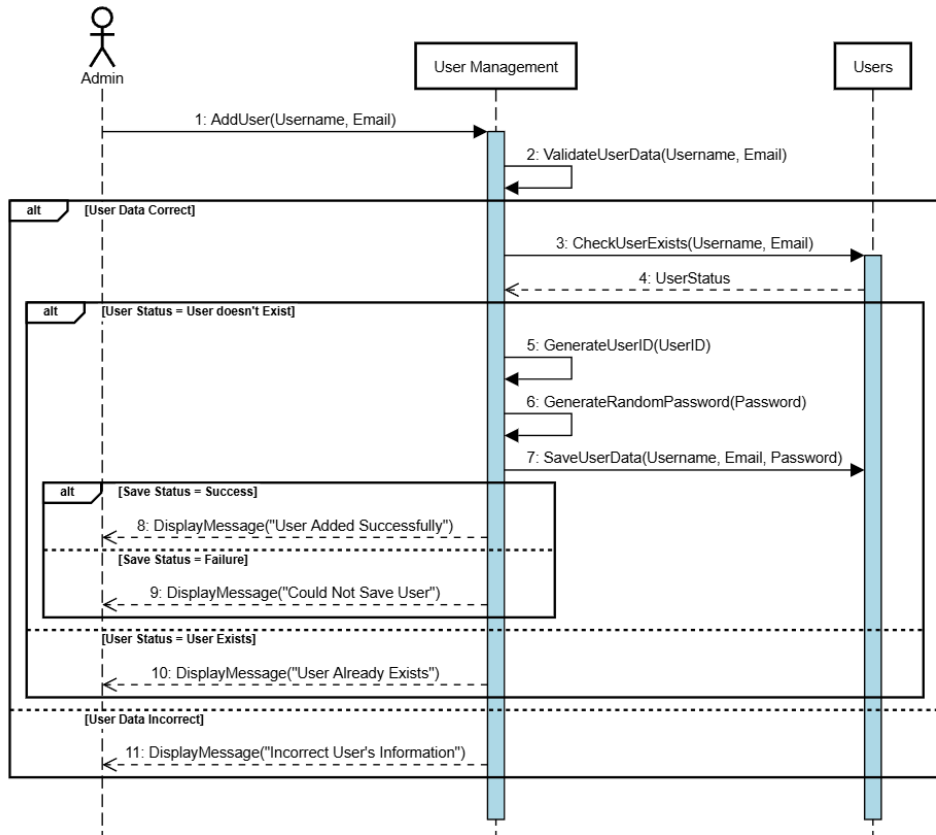 Admin
User Management
Users
1: AddUser(Username, Email)
2: ValidateUserData(Username, Email)
alt
[User Data Correct]
3: CheckUserExists(Username, Email)
4: UserStatus
alt
[User Status = User doesn't Exist]
5: GenerateUserID(UserID)
6: GenerateRandomPassword(Password)
7: SaveUserData(Username, Email, Password)
alt
[Save Status = Success]
8: DisplayMessage("User Added Successfully")
[Save Status = Failure]
9: DisplayMessage("Could Not Save User")
[User Status = User Exists]
10: DisplayMessage("User Already Exists")
[User Data Incorrect]
11: DisplayMessage("Incorrect User's Information")